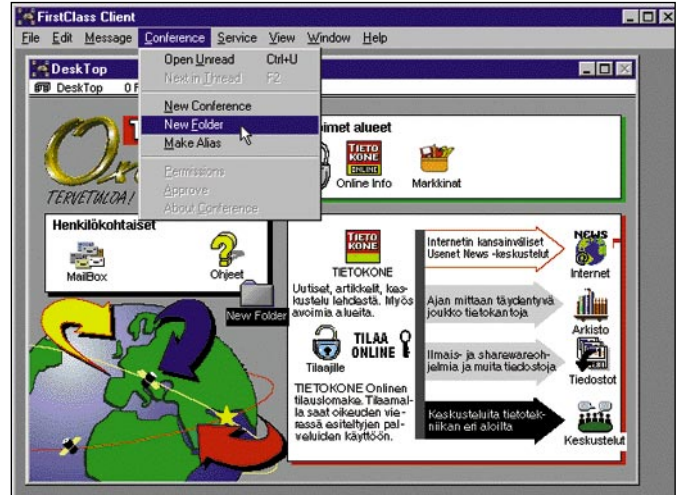 FirstClass Client
File Edit Message Conference Service View Window Help
Open Unread Ctrl+U
Next in Thread F2
New Conference
New Folder
Make Alias
Permissions
Approve
About Conference
DeskTop
DeskTop 0 F
TERVETULOA!
imet alueet
TIETO
KONE
ONLINE
Online Info
Markkinat
Henkilökohtaiset
MailBox
Ohjeet
New Folder
TIETO
KONE
TIETOKONE
Uutiset, artikkelit, kes-
kustelu lehdestä. Myös
avoimia alueita.
TILAA
ONLINE
Tilaajille
TIETOKONE Onlinen
tilauslomake. Tilaamal-
la saat oikeuden vie-
ressä esiteltyjen pal-
veluiden käyttöön.
Internetin kansainväliset
Usenet News -keskustelut
NEWS
Internet
Ajan mittaan täydentyvä
joukko tietokantoja
Arkisto
Ilmais- ja sharewareoh-
jelmia ja muita tiedostoja
Tiedostot
Keskusteluita tietotek-
niikan eri aloilta
Keskustelut